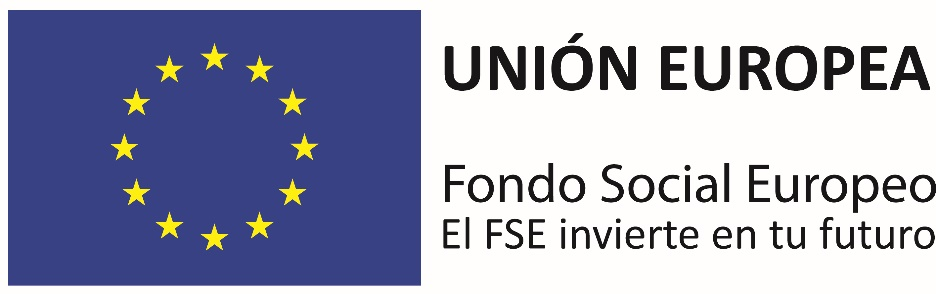 UNIÓN EUROPEA
Fondo Social Europeo
El FSE invierte en tu futuro